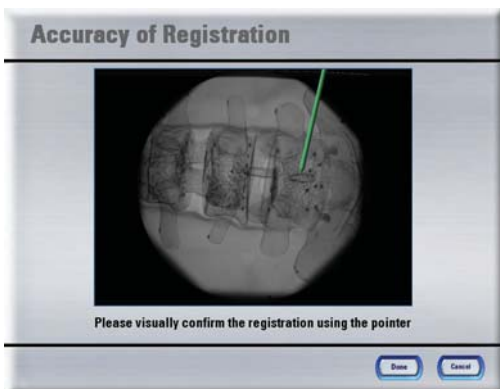 Accuracy of Registration
Please visually confirm the registration using the pointer
Done
Cancel